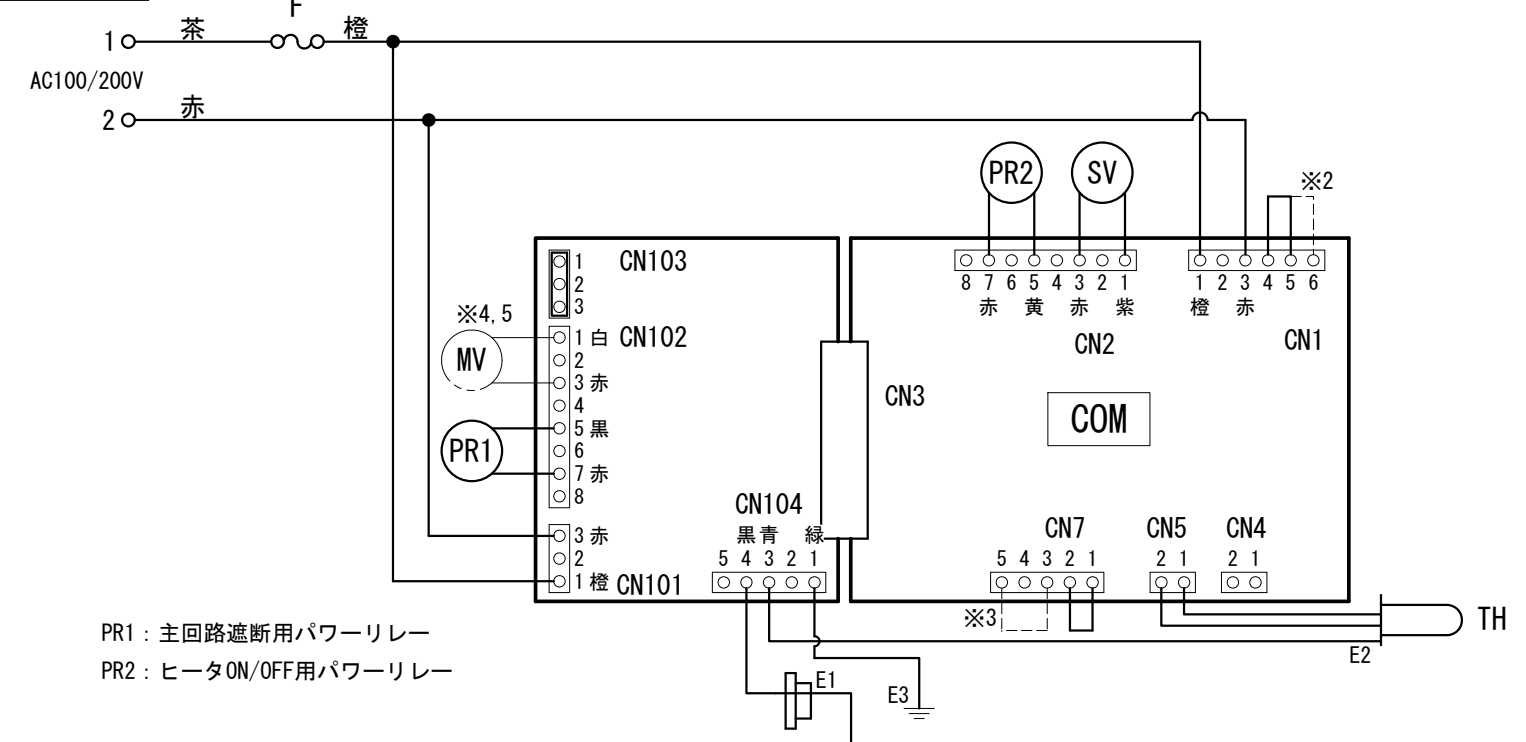 F
1 茶 橙
AC100/200V
2 赤
PR2 SV ※2
8 7 6 5 4 3 2 1
赤 黄 赤 紫
1 2 3 4 5 6
橙 赤
CN2 CN1
1 CN103
2
3
※4,5
MV
1 白 CN102
2
3 赤
4
PR1
5 黒
6
7 赤
8
CN3
COM
3 赤
2
1 橙 CN101
CN104
黒 青 緑
5 4 3 2 1
CN7
5 4 3 2 1
※3
CN5
2 1
CN4
2 1
TH
E2
E1
E3
PR1：主回路遮断用パワーリレー
PR2：ヒータON/OFF用パワーリレー